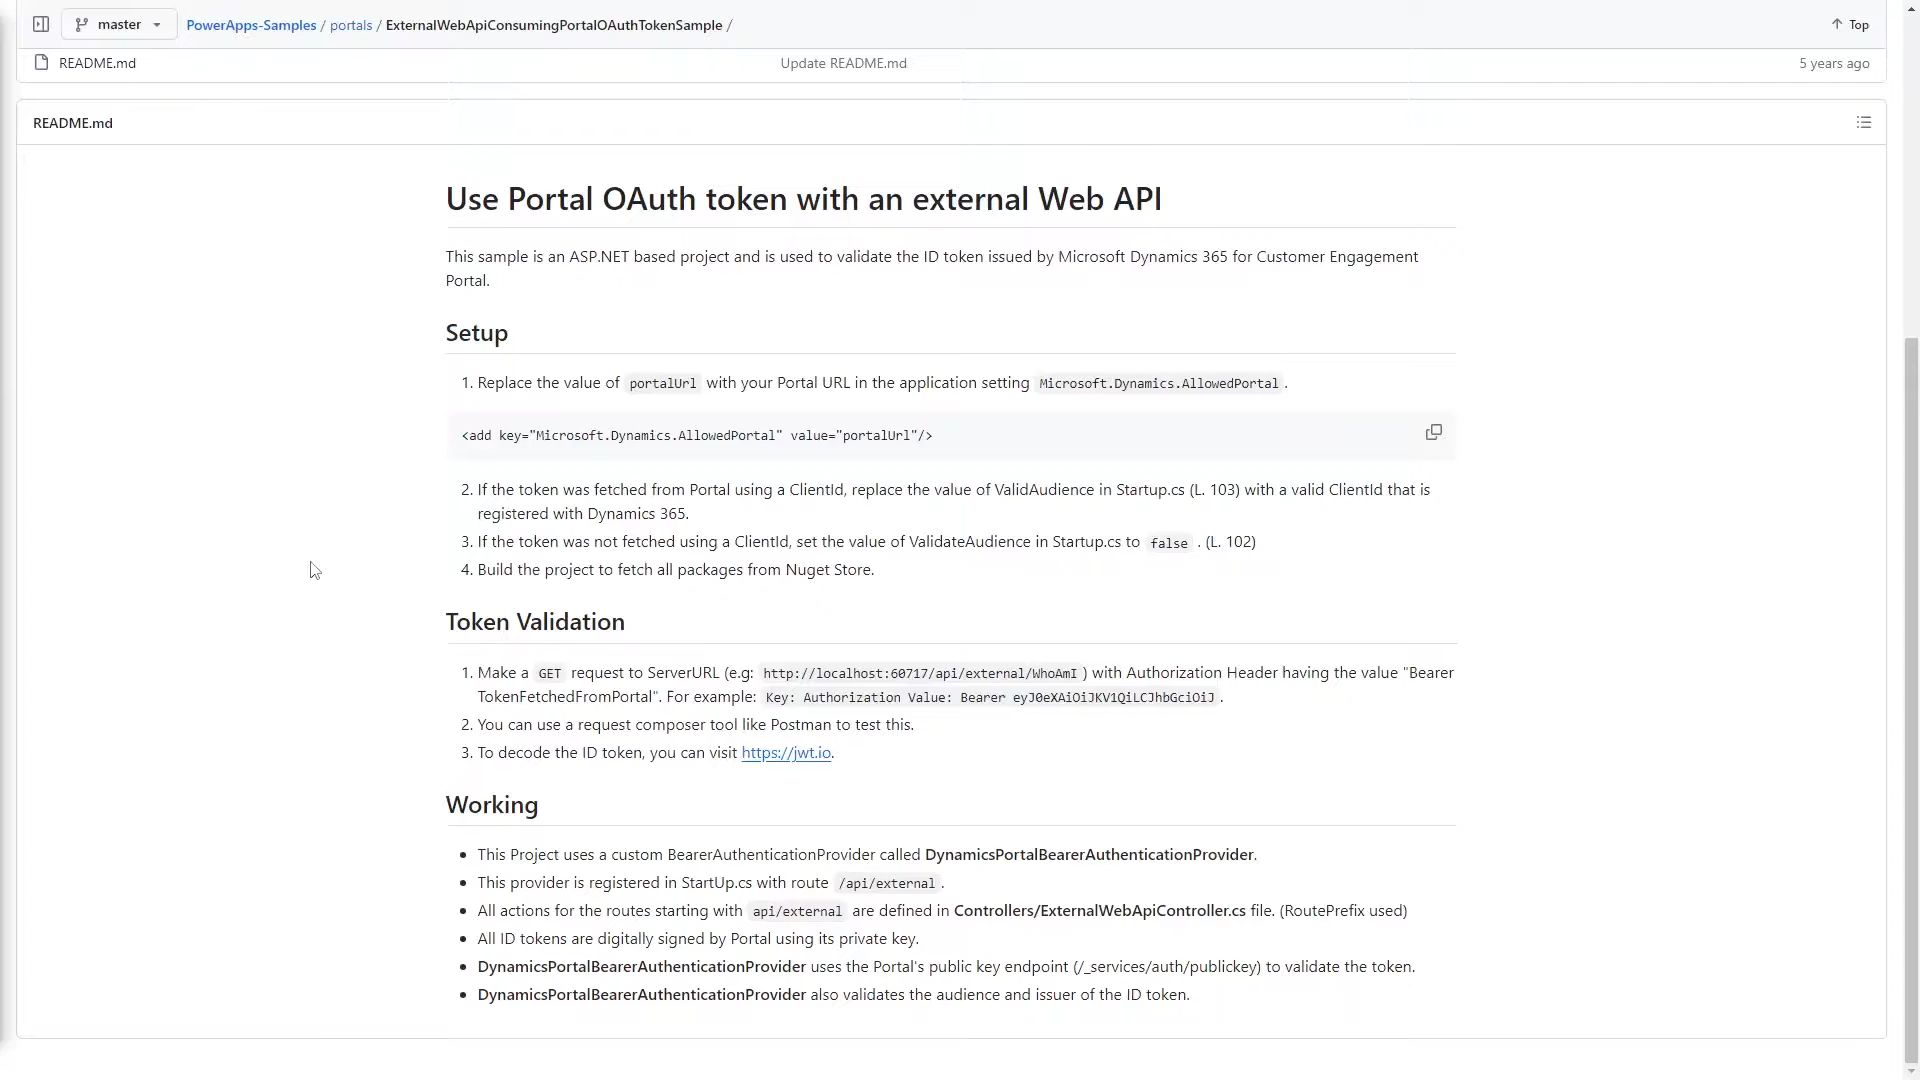 master PowerApps-Samples / portals / ExternalWebApiConsumingPortalOAuthTokenSample / Top
README.md Update README.md 5 years ago
README.md
Use Portal OAuth token with an external Web API
This sample is an ASP.NET based project and is used to validate the ID token issued by Microsoft Dynamics 365 for Customer Engagement
Portal.
Setup
1. Replace the value of portalUrl with your Portal URL in the application setting Microsoft.Dynamics.AllowedPortal .
<add key="Microsoft.Dynamics.AllowedPortal" value="portalUrl"/>
2. If the token was fetched from Portal using a ClientId, replace the value of ValidAudience in Startup.cs (L. 103) with a valid ClientId that is
registered with Dynamics 365.
3. If the token was not fetched using a ClientId, set the value of ValidateAudience in Startup.cs to false . (L. 102)
4. Build the project to fetch all packages from Nuget Store.
Token Validation
1. Make a GET request to ServerURL (e.g: http://localhost:60717/api/external/WhoAmI ) with Authorization Header having the value "Bearer
TokenFetchedFromPortal". For example: Key: Authorization Value: Bearer eyJ0eXAiOiJKV1QiLCJhbGciOiJ .
2. You can use a request composer tool like Postman to test this.
3. To decode the ID token, you can visit https://jwt.io.
Working
• This Project uses a custom BearerAuthenticationProvider called DynamicsPortalBearerAuthenticationProvider.
• This provider is registered in StartUp.cs with route /api/external .
• All actions for the routes starting with api/external are defined in Controllers/ExternalWebApiController.cs file. (RoutePrefix used)
• All ID tokens are digitally signed by Portal using its private key.
• DynamicsPortalBearerAuthenticationProvider uses the Portal's public key endpoint (/_services/auth/publickey) to validate the token.
• DynamicsPortalBearerAuthenticationProvider also validates the audience and issuer of the ID token.